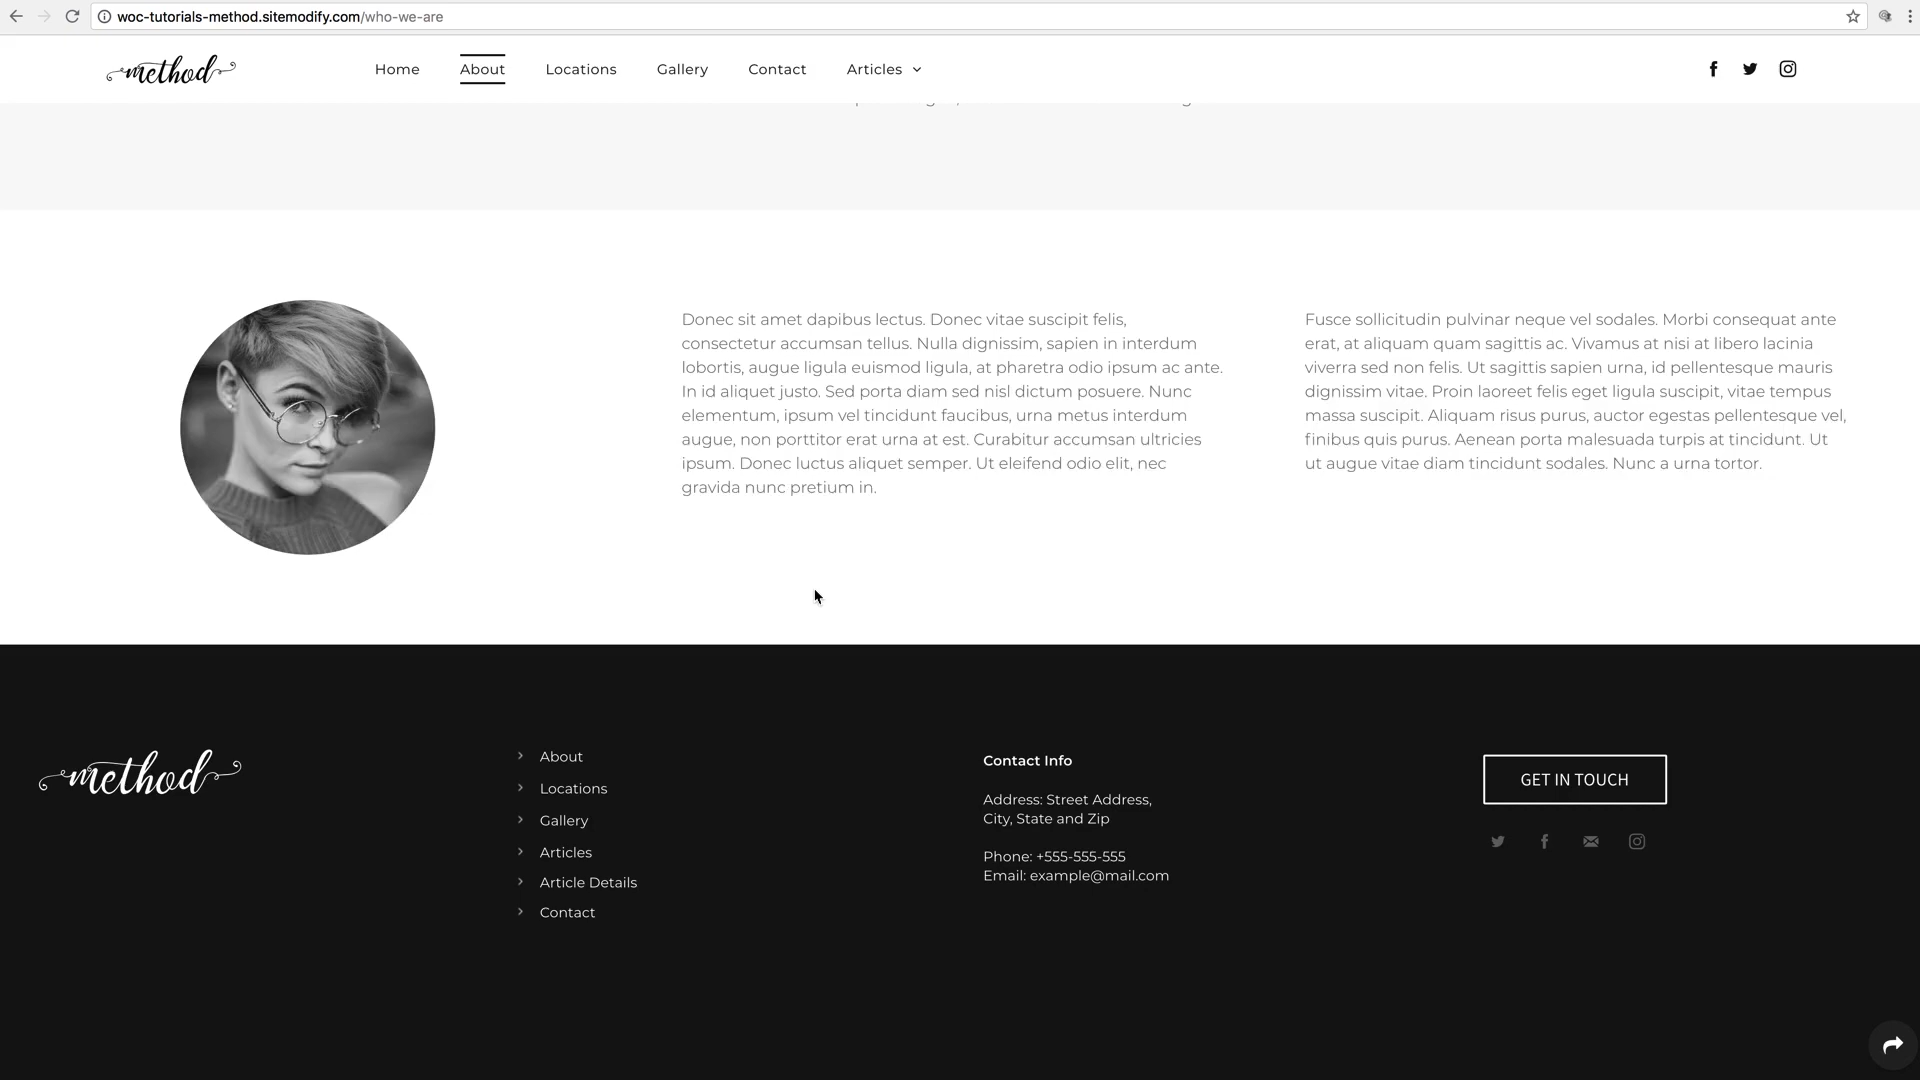 woc-tutorials-method.sitemodify.com/who-we-are
method
Home
About
Locations
Gallery
Contact
Articles
Donec sit amet dapibus lectus. Donec vitae suscipit felis,
consectetur accumsan tellus. Nulla dignissim, sapien in interdum
lobortis, augue ligula euismod ligula, at pharetra odio ipsum ac ante.
In id aliquet justo. Sed porta diam sed nisl dictum posuere. Nunc
elementum, ipsum vel tincidunt faucibus, urna metus interdum
augue, non porttitor erat urna at est. Curabitur accumsan ultricies
ipsum. Donec luctus aliquet semper. Ut eleifend odio elit, nec
gravida nunc pretium in.
Fusce sollicitudin pulvinar neque vel sodales. Morbi consequat ante
erat, at aliquam quam sagittis ac. Vivamus at nisi at libero lacinia
viverra sed non felis. Ut sagittis sapien urna, id pellentesque mauris
dignissim vitae. Proin laoreet felis eget ligula suscipit, vitae tempus
massa suscipit. Aliquam risus purus, auctor egestas pellentesque vel,
finibus quis purus. Aenean porta malesuada turpis at tincidunt. Ut
ut augue vitae diam tincidunt sodales. Nunc a urna tortor.
method
About
Locations
Gallery
Articles
Article Details
Contact
Contact Info
Address: Street Address,
City, State and Zip
Phone: +555-555-555
Email: example@mail.com
GET IN TOUCH